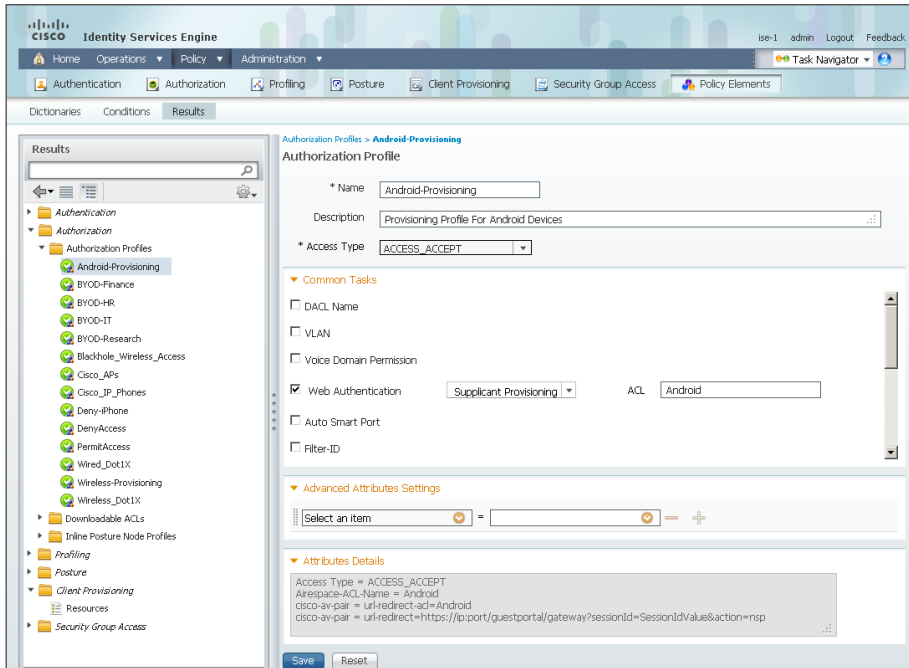 CISCO Identity Services Engine
ise-1 admin Logout Feedback
Home Operations Policy Administration
Task Navigator
Authentication Authorization Profiling Posture Client Provisioning Security Group Access Policy Elements
Dictionaries Conditions Results
Results
Authentication
Authorization
Authorization Profiles
Android-Provisioning
BYOD-Finance
BYOD-HR
BYOD-IT
BYOD-Research
Blackhole_Wireless_Access
Cisco_APs
Cisco_IP_Phones
Deny-iPhone
DenyAccess
PermitAccess
Wired_Dot1X
Wireless-Provisioning
Wireless_Dot1X
Downloadable ACLs
Inline Posture Node Profiles
Profiling
Posture
Client Provisioning
Resources
Security Group Access
Authorization Profiles > Android-Provisioning
Authorization Profile
* Name Android-Provisioning
Description Provisioning Profile For Android Devices
* Access Type ACCESS_ACCEPT
Common Tasks
DACL Name
VLAN
Voice Domain Permission
Web Authentication Supplicant Provisioning ACL Android
Auto Smart Port
Filter-ID
Advanced Attributes Settings
Select an item =
Attributes Details
Access Type = ACCESS_ACCEPT
Airespace-ACL-Name = Android
cisco-av-pair = url-redirect-acl=Android
cisco-av-pair = url-redirect=https://ip:port/guestportal/gateway?sessionId=SessionIdValue&action=nsp
Save Reset